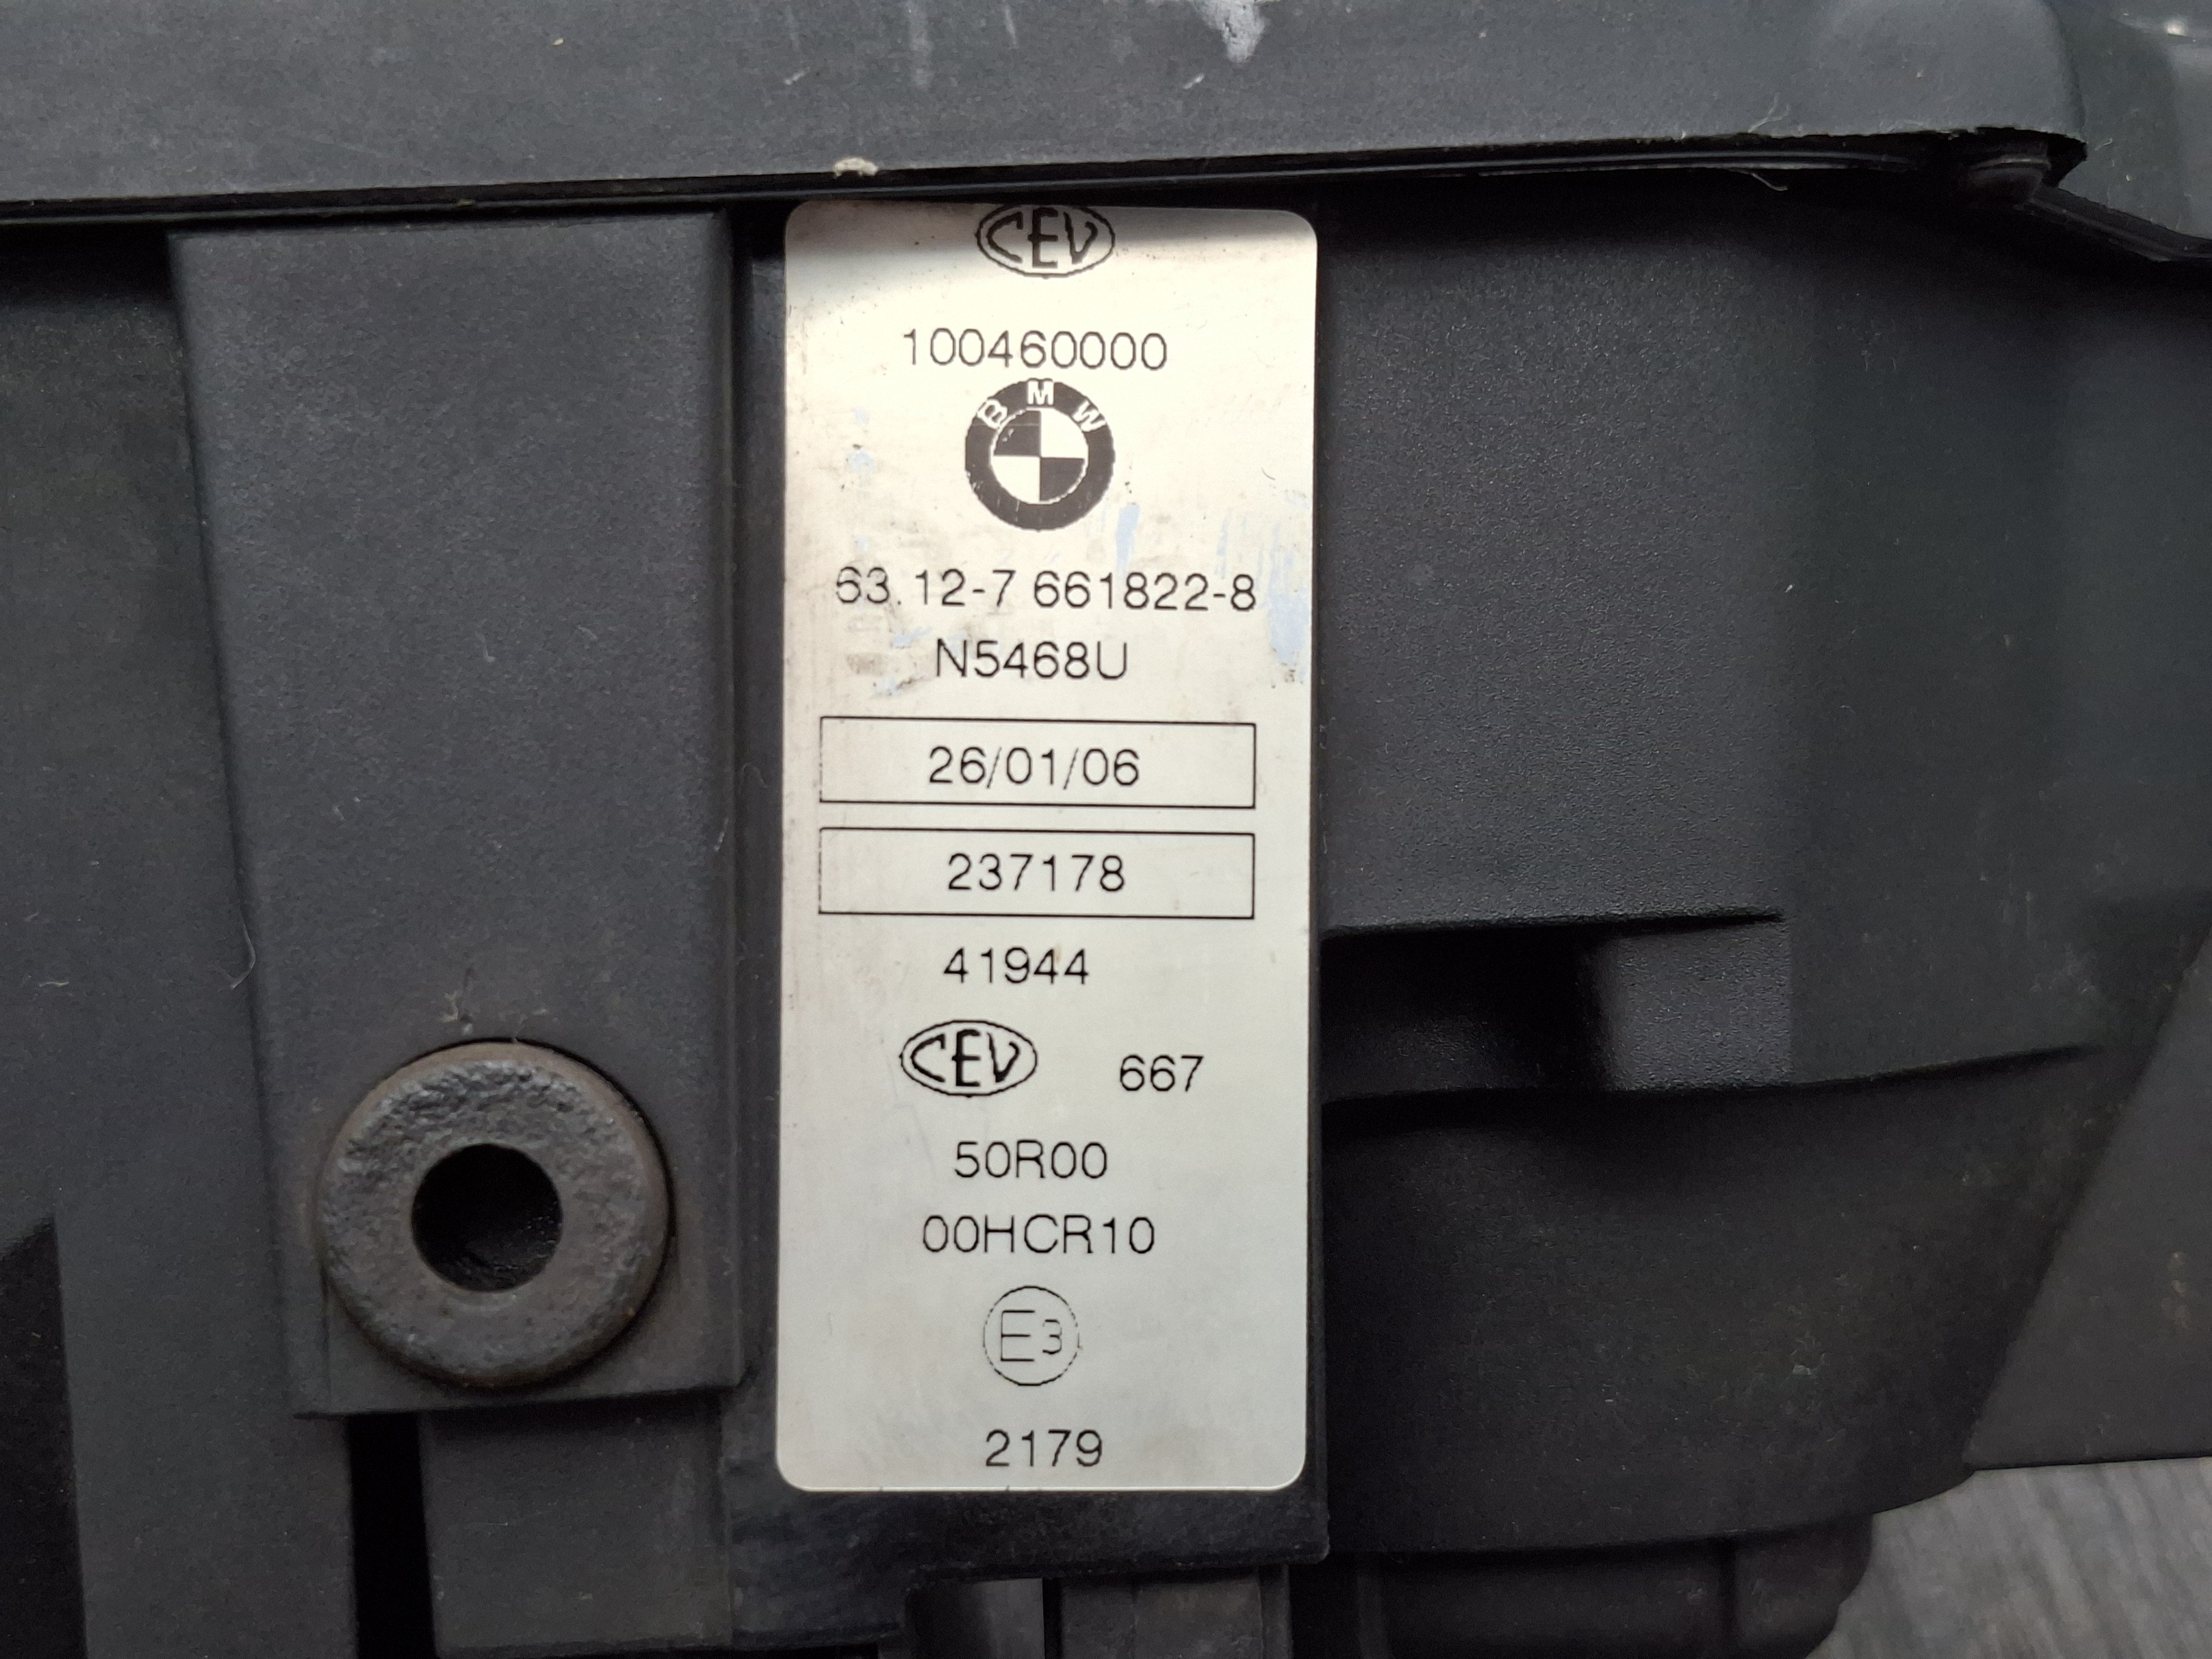 CEV
100460000
BMW
63.12-7 661822-8
N5468U
26/01/06
237178
41944
CEV 667
50R00
00HCR10
E3
2179